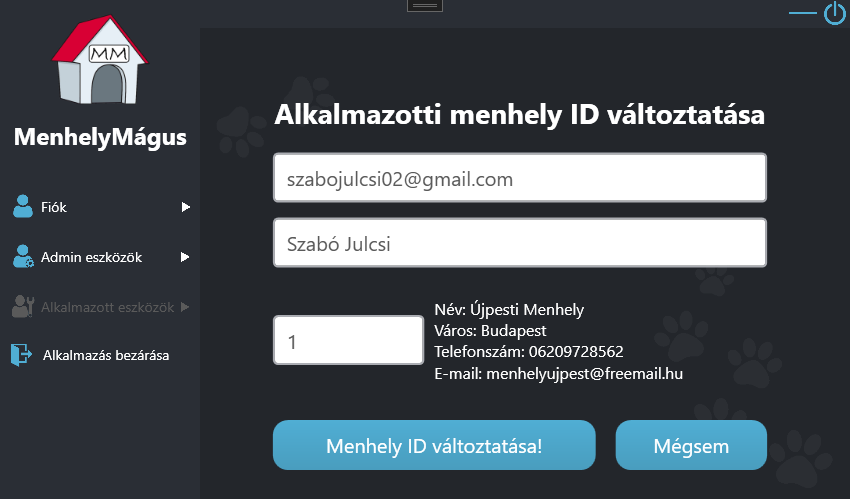 MM
MenhelyMágus
Fiók
Admin eszközök
Alkalmazott eszközök
Alkalmazás bezárása
Alkalmazotti menhely ID változtatása
szabojulcsi02@gmail.com
Szabó Julcsi
1
Név: Újpesti Menhely
Város: Budapest
Telefonszám: 06209728562
E-mail: menhelyujpest@freemail.hu
Menhely ID változtatása!
Mégsem